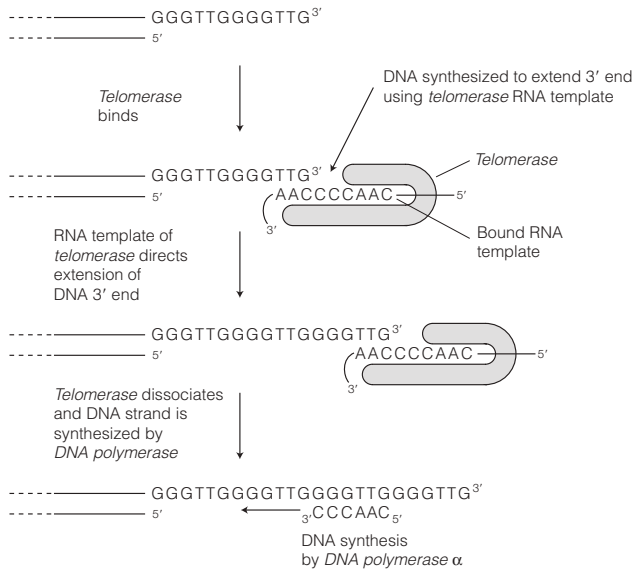 GGGTTGGGGTTG3′
5′
Telomerase
binds
DNA synthesized to extend 3′ end
using telomerase RNA template
GGGTTGGGGTTG3′
5′
Telomerase
AACCCCAAC
5′
3′
Bound RNA
template
RNA template of
telomerase directs
extension of
DNA 3′ end
GGGTTGGGGTTGGGGTTG3′
5′
AACCCCAAC
5′
3′
Telomerase dissociates
and DNA strand is
synthesized by
DNA polymerase
GGGTTGGGGTTGGGGTTGGGGTTG3′
5′
3′CCCAAC5′
DNA synthesis
by DNA polymerase α